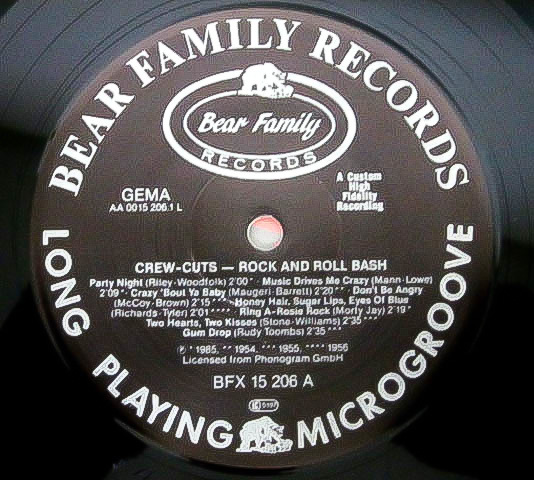 BEAR FAMILY RECORDS
Bear Family
RECORDS
GEMA
AA 0015 206.1 L
A Custom
High
Fidelity
Recording
CREW-CUTS — ROCK AND ROLL BASH
Party Night (Riley-Woodfolk) 2'00** · Music Drives Me Crazy (Mann-Lowe)
2'09* · Crazy 'Bout Yo Baby (Maugeri-Barrett) 2'20** · Don't Be Angry
(McCoy-Brown) 2'15*** · Honey Hair, Sugar Lips, Eyes Of Blue
(Richards-Tyler) 2'01**** · Ring A-Rosie Rock (Morty Jay) 2'19*
Two Hearts, Two Kisses (Stone-Williams) 2'35***
Gum Drop (Rudy Toombs) 2'35***
Ⓟ * 1985, ** 1954, *** 1955, **** 1956
Licensed from Phonogram GmbH
BFX 15 206 A
LC 0197
LONG PLAYING MICROGROOVE